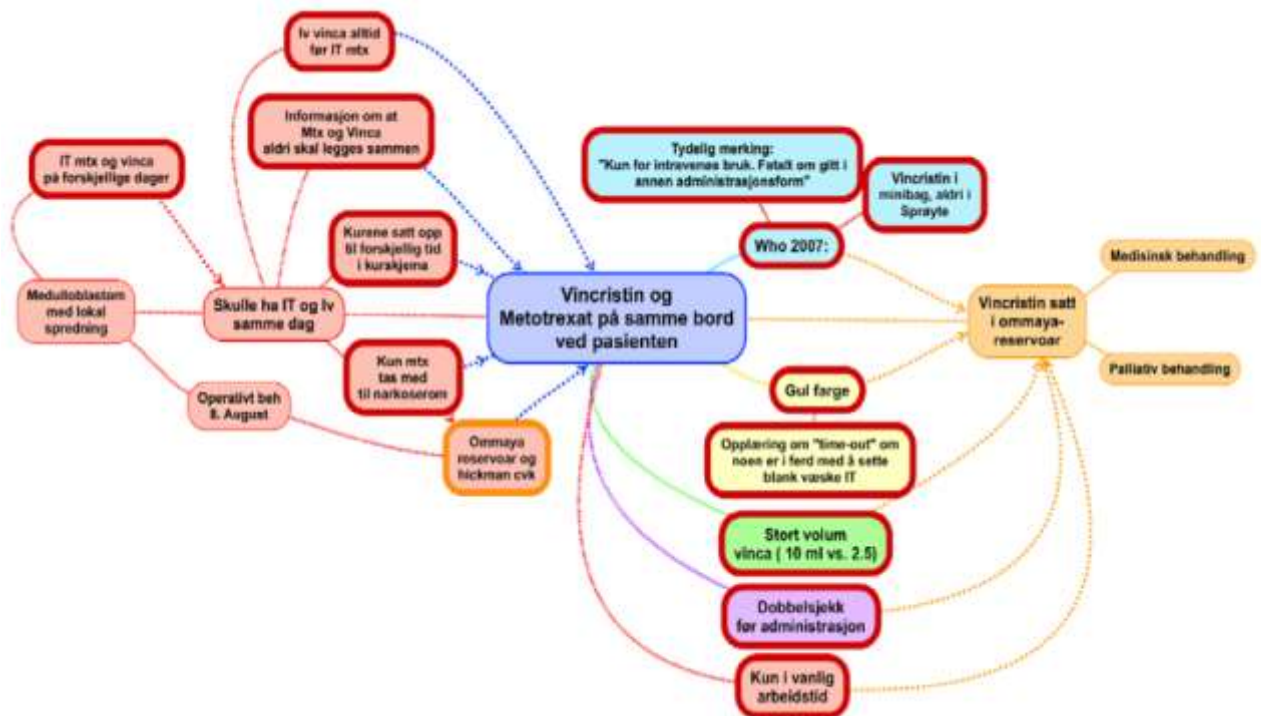 Iv vinca alltid
før IT mtx
Informasjon om at
Mtx og Vinca
aldri skal legges sammen
IT mtx og vinca
på forskjellige dager
Kurene satt opp
til forskjellig tid
i kurskjema
Medulloblastom
med lokal
spredning
Skulle ha IT og Iv
samme dag
Kun mtx
tas med
til narkoserom
Operativt beh
8. August
Ommaya
reservoar og
hickman cvk
Vincristin og
Metotrexat på samme bord
ved pasienten
Tydelig merking:
"Kun for intravenøs bruk. Fatalt om gitt i
annen administrasjonsform"
Vincristin i
minibag, aldri i
Sprøyte
Who 2007:
Gul farge
Opplæring om "time-out" om
noen er i ferd med å sette
blank væske IT
Stort volum
vinca ( 10 ml vs. 2.5)
Dobbelsjekk
før administrasjon
Kun i vanlig
arbeidstid
Vincristin satt
i ommaya-
reservoar
Medisinsk behandling
Palliativ behandling